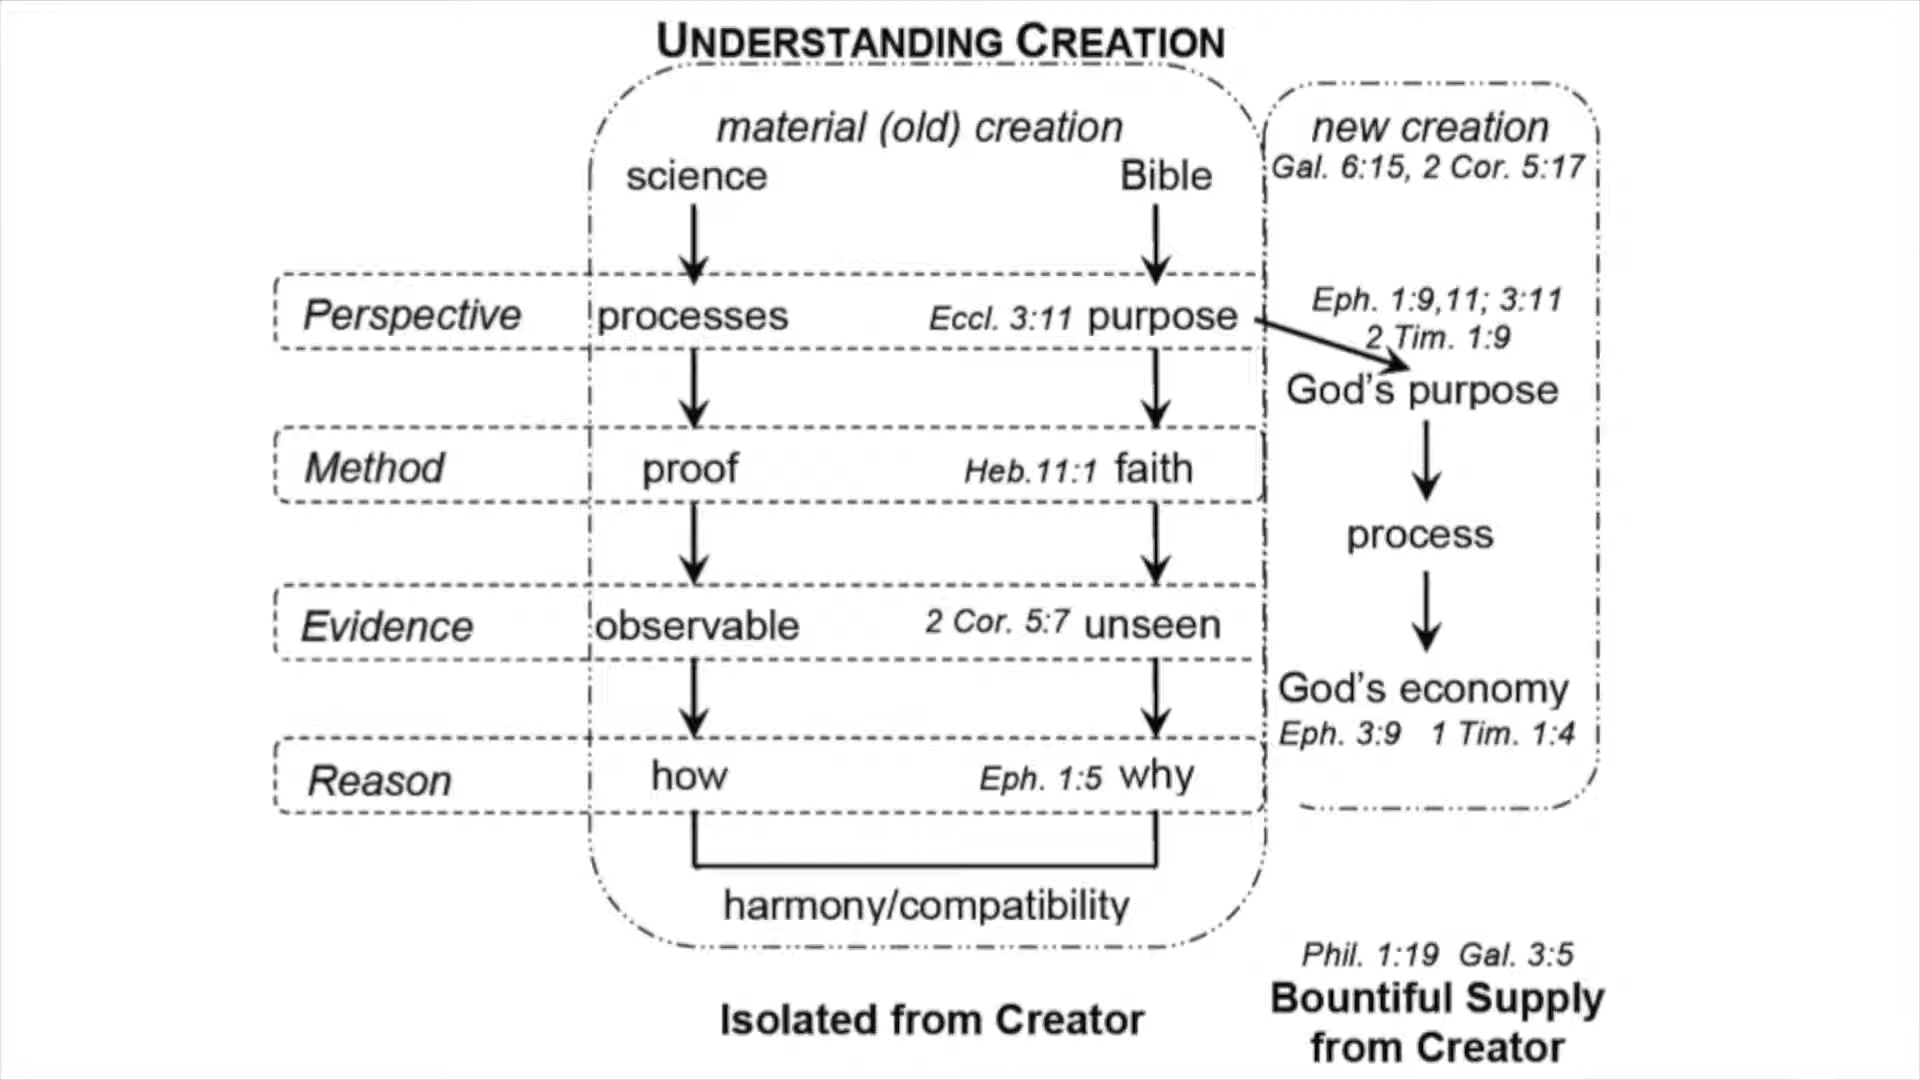 UNDERSTANDING CREATION
material (old) creation
science Bible
new creation
Gal. 6:15, 2 Cor. 5:17
Perspective processes Eccl. 3:11 purpose
Eph. 1:9,11; 3:11
2 Tim. 1:9
God's purpose
Method proof Heb.11:1 faith
process
Evidence observable 2 Cor. 5:7 unseen
God's economy
Eph. 3:9 1 Tim. 1:4
Reason how Eph. 1:5 why
harmony/compatibility
Isolated from Creator
Phil. 1:19 Gal. 3:5
Bountiful Supply
from Creator